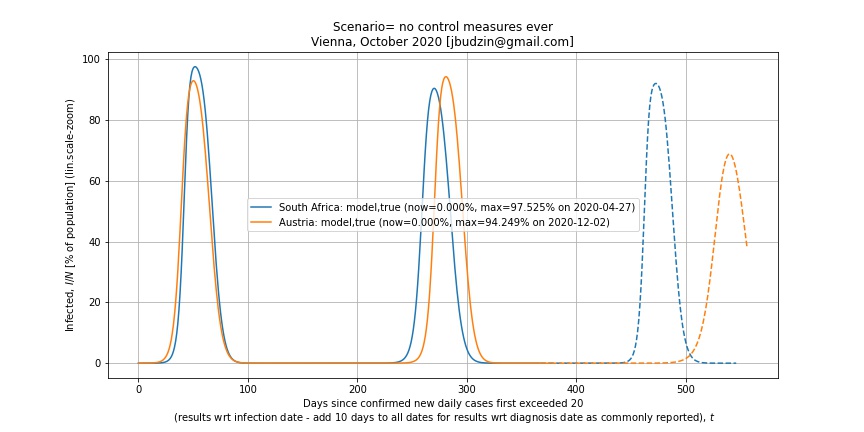 Scenario= no control measures ever
Vienna, October 2020 [jbudzin@gmail.com]
100
80
60
40
20
0
Infected, I/N [% of population] (lin.scale-zoom)
South Africa: model,true (now=0.000%, max=97.525% on 2020-04-27)
Austria: model,true (now=0.000%, max=94.249% on 2020-12-02)
0 100 200 300 400 500
Days since confirmed new daily cases first exceeded 20
(results wrt infection date - add 10 days to all dates for results wrt diagnosis date as commonly reported), t